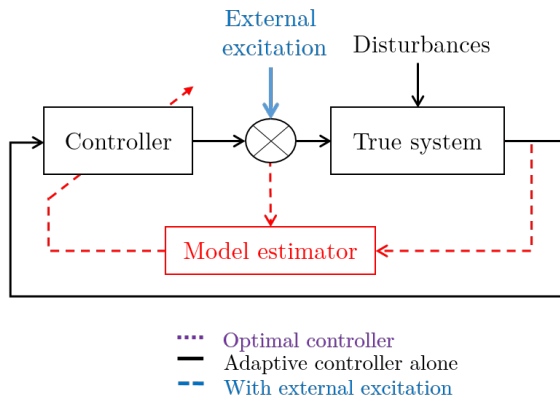 External
excitation
Disturbances
Controller
True system
Model estimator
Optimal controller
Adaptive controller alone
With external excitation